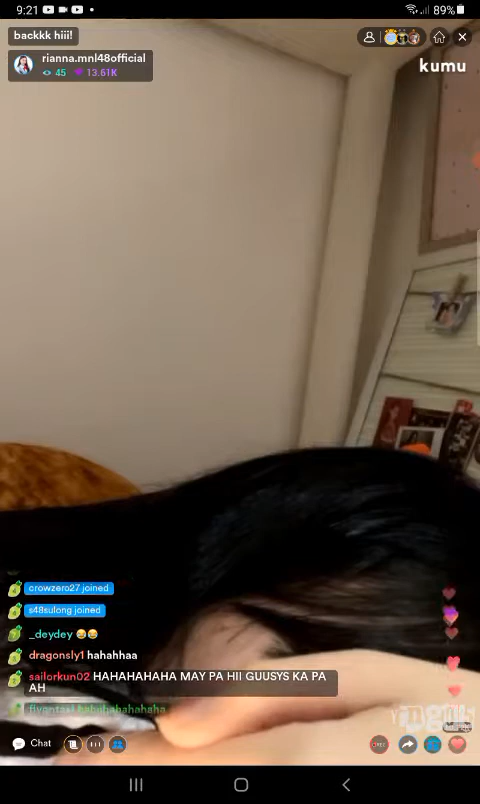 9:21
89%
backkk hiii!
rianna.mnl48official
45 13.61K
kumu
crowzero27 joined
s48sulong joined
_deydey 😂😂
dragonsly1 hahahhaa
sailorkun02 HAHAHAHAHA MAY PA HII GUUSYS KA PA
AH
hahuhahahahaha
Chat